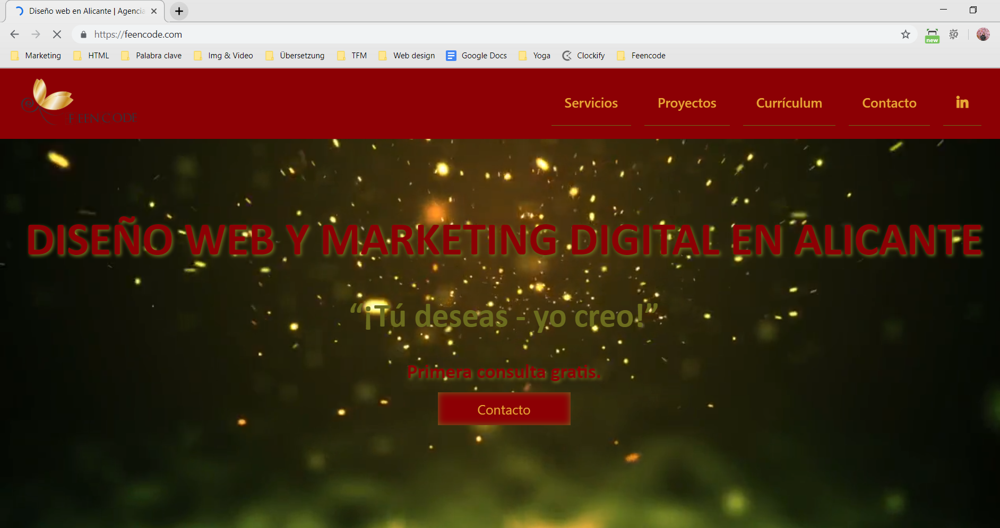 Diseño web en Alicante | Agencia
https://feencode.com
new
SQ
Marketing HTML Palabra clave Img & Video Übersetzung TFM Web design Google Docs Yoga Clockify Feencode
FEENCODE
Servicios Proyectos Currículum Contacto in
DISEÑO WEB Y MARKETING DIGITAL EN ALICANTE
“¡Tú deseas - yo creo!”
Primera consulta gratis.
Contacto